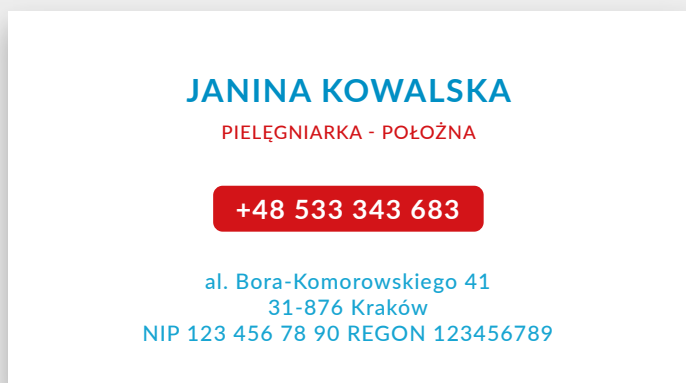 JANINA KOWALSKA
PIELĘGNIARKA - POŁOŻNA
+48 533 343 683
al. Bora-Komorowskiego 41
31-876 Kraków
NIP 123 456 78 90 REGON 123456789